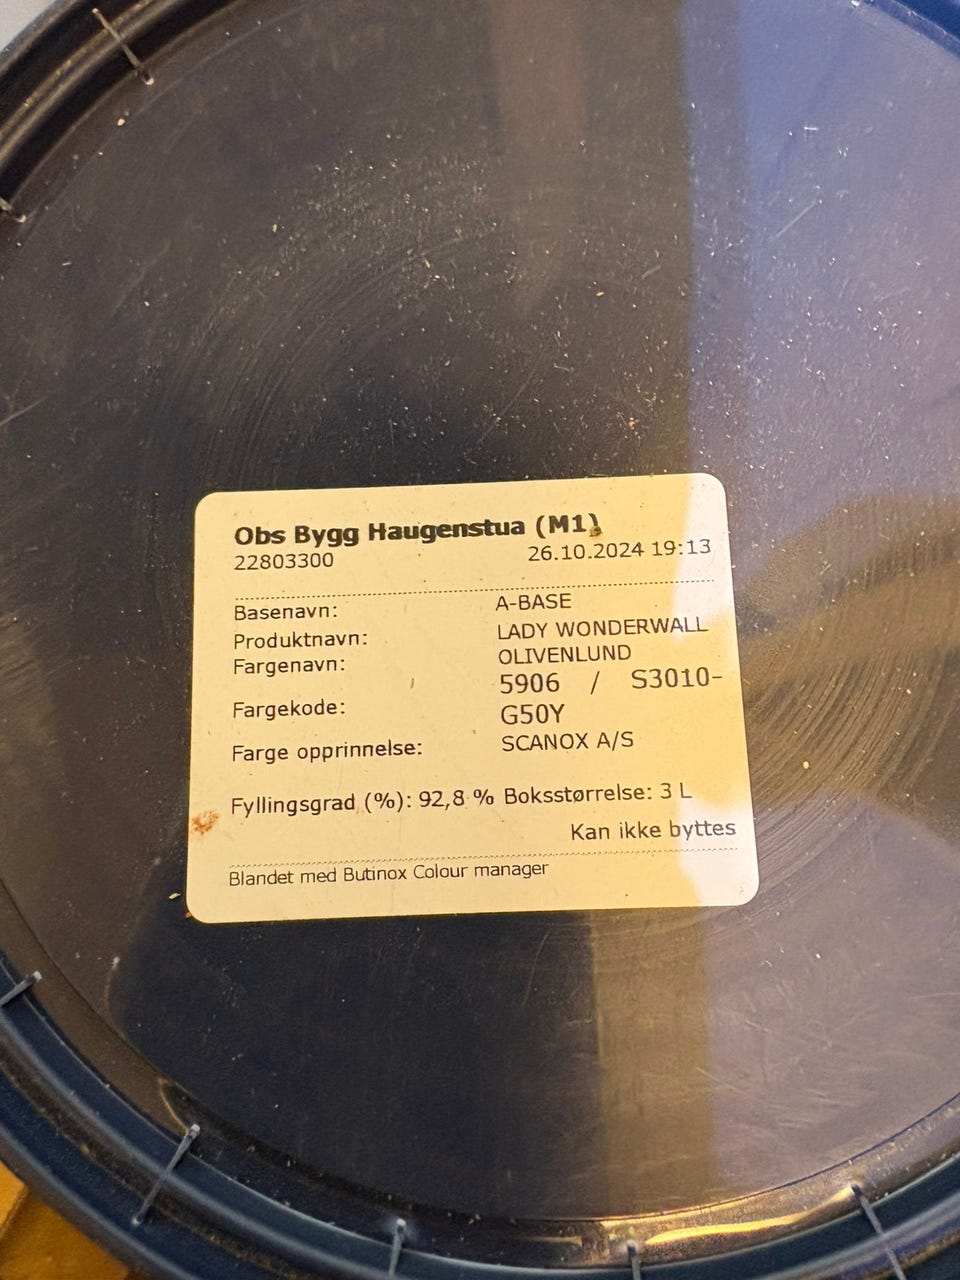 Obs Bygg Haugenstua (M1)
22803300 26.10.2024 19:13
Basenavn: A-BASE
Produktnavn: LADY WONDERWALL
Fargenavn: OLIVENLUND
Fargekode: 5906 / S3010-
G50Y
Farge opprinnelse: SCANOX A/S
Fyllingsgrad (%): 92,8 % Boksstørrelse: 3 L
Kan ikke byttes
Blandet med Butinox Colour manager